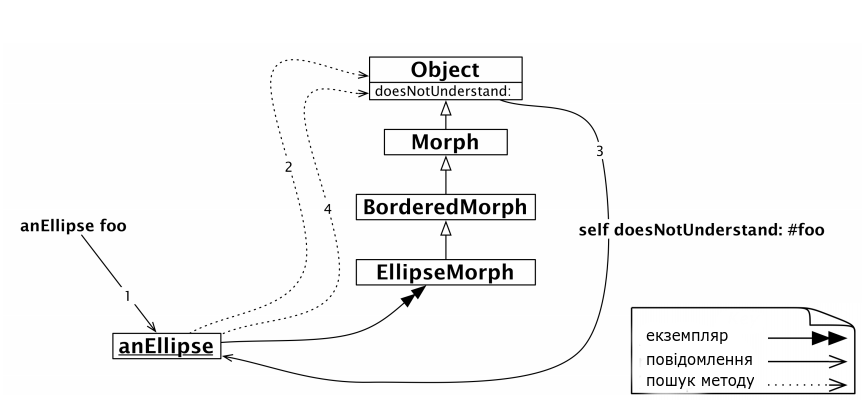 Object
doesNotUnderstand:
Morph
2
3
BorderedMorph
4
anEllipse foo
self doesNotUnderstand: #foo
EllipseMorph
1
anEllipse
екземпляр
повідомлення
пошук методу